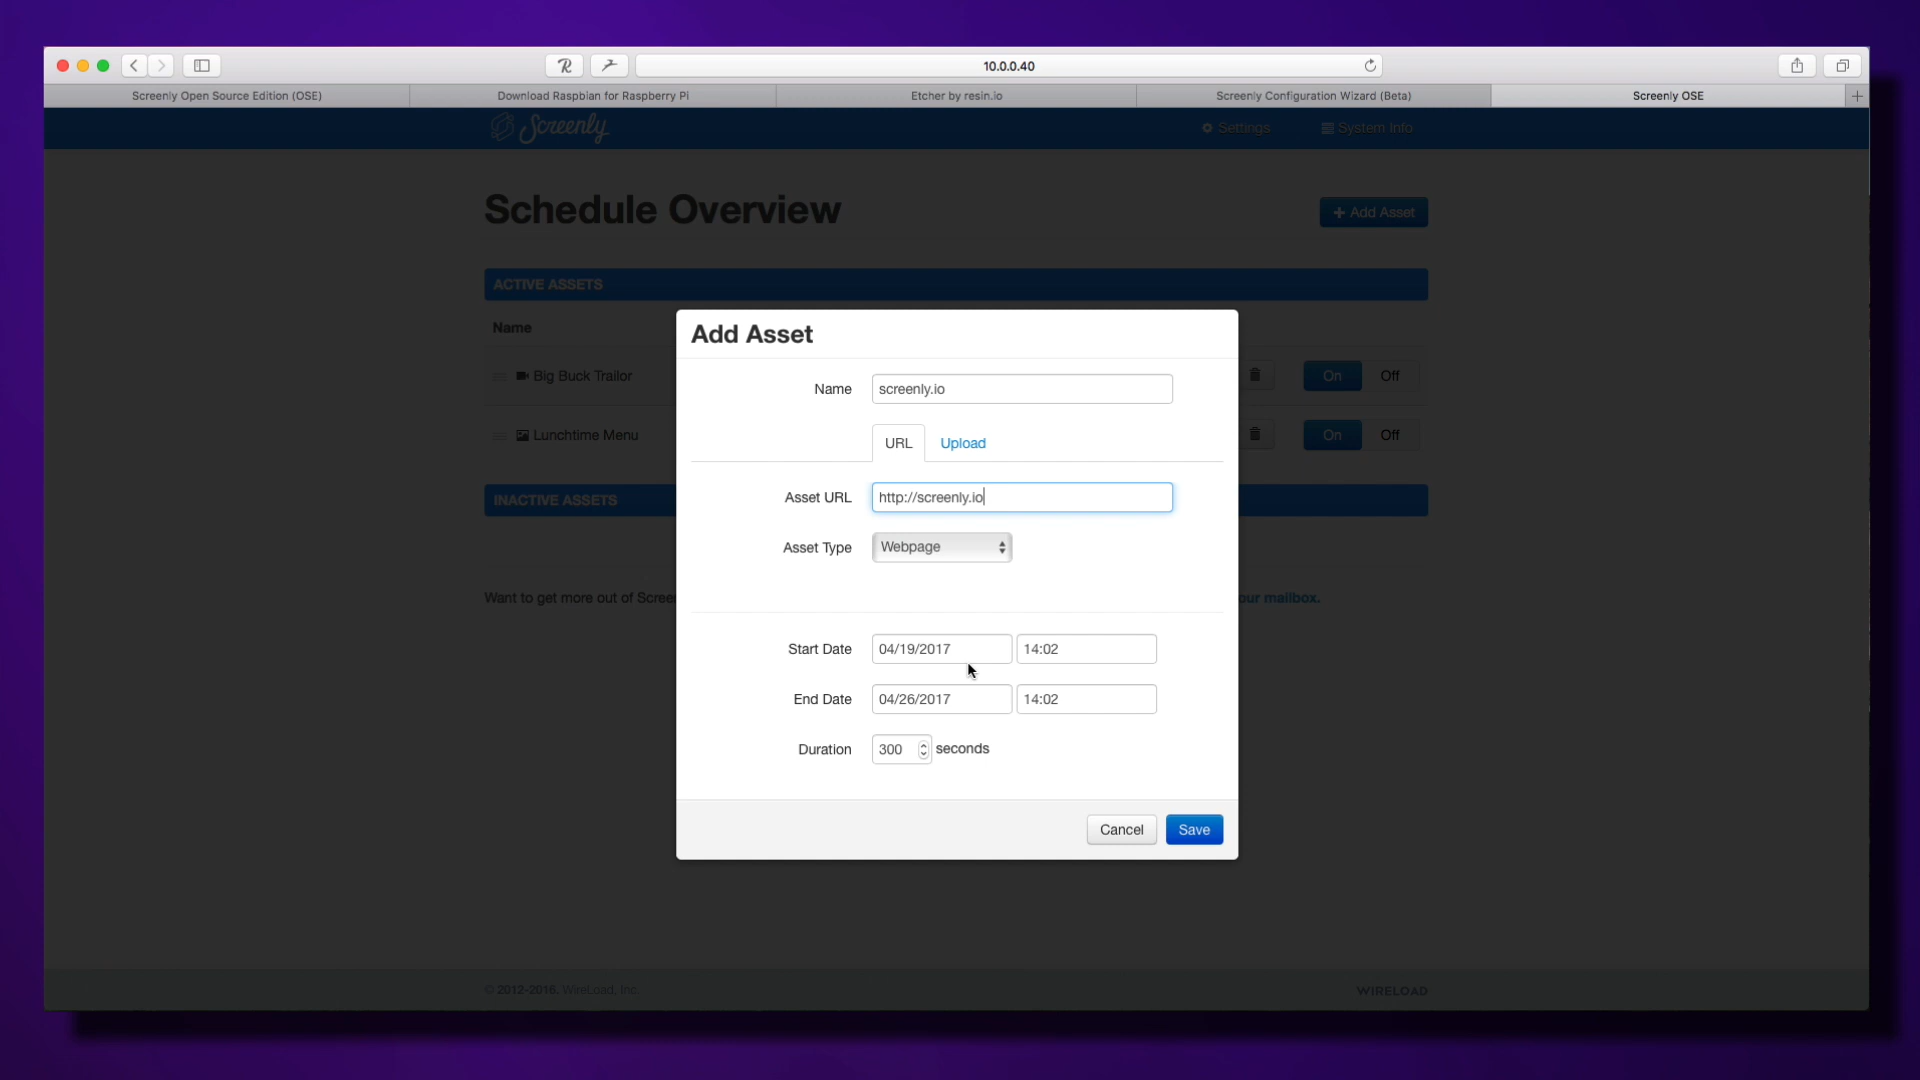 10.0.0.40
Screenly Open Source Edition (OSE)
Download Raspbian for Raspberry Pi
Etcher by resin.io
Screenly Configuration Wizard (Beta)
Screenly OSE
Screenly
Settings
System Info
Schedule Overview
Add Asset
ACTIVE ASSETS
Name
Big Buck Trailor
On
Off
Lunchtime Menu
On
Off
INACTIVE ASSETS
Want to get more out of Scree
our mailbox.
Add Asset
Name
screenly.io
URL
Upload
Asset URL
http://screenly.io
Asset Type
Webpage
Start Date
04/19/2017
14:02
End Date
04/26/2017
14:02
Duration
300
seconds
Cancel
Save
© 2012-2016. WireLoad, Inc.
WIRELOAD